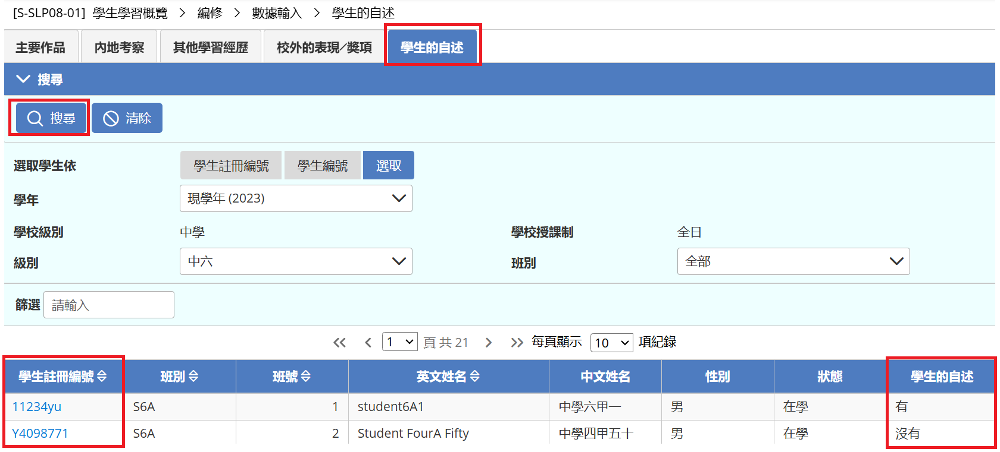 [S-SLP08-01] 學生學習概覽 > 編修 > 數據輸入 > 學生的自述
主要作品 內地考察 其他學習經歷 校外的表現/獎項 學生的自述
搜尋
搜尋 清除
選取學生依 學生註冊編號 學生編號 選取
學年 現學年 (2023)
學校級別 中學 學校授課制 全日
級別 中六 班別 全部
篩選 請輸入
1 頁 共 21 每頁顯示 10 項紀錄
學生註冊編號 班別 班號 英文姓名 中文姓名 性別 狀態 學生的自述
11234yu S6A 1 student6A1 中學六甲一 男 在學 有
Y4098771 S6A 2 Student FourA Fifty 中學四甲五十 男 在學 沒有